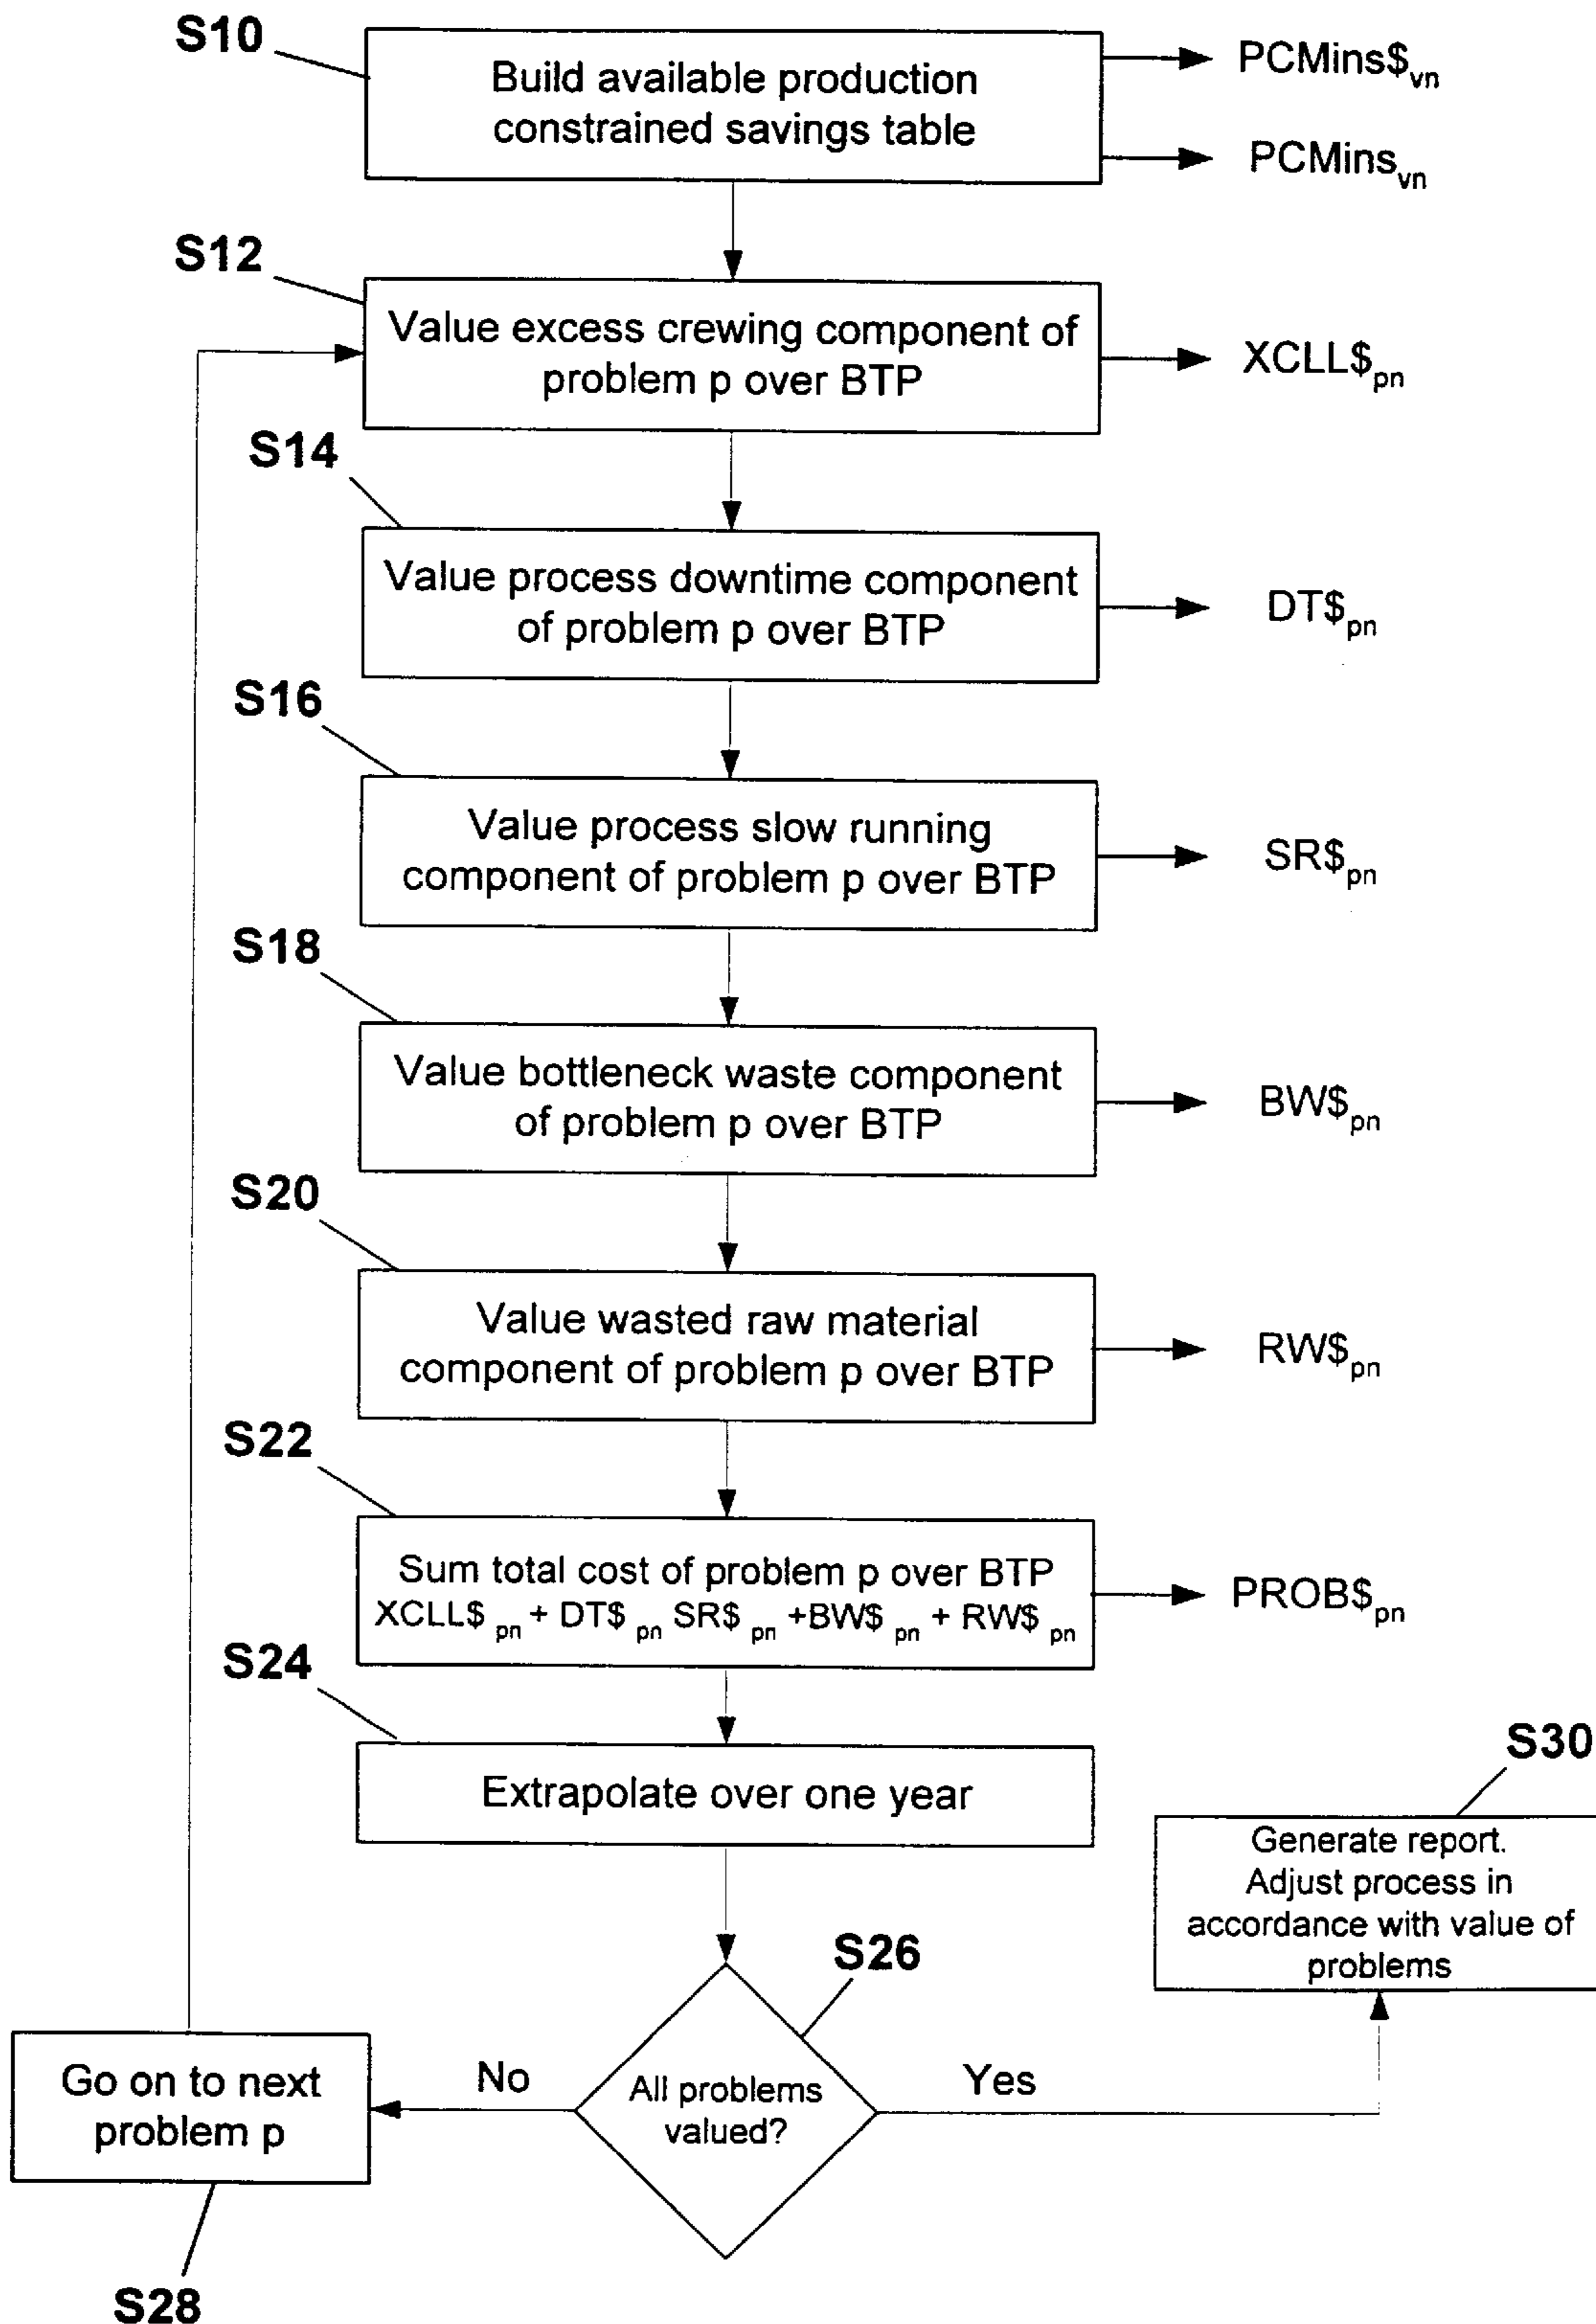 S10
Build available production
constrained savings table
PCMins$vn
PCMinsvn
S12
Value excess crewing component of
problem p over BTP
XCLL$pn
S14
Value process downtime component
of problem p over BTP
DT$pn
S16
Value process slow running
component of problem p over BTP
SR$pn
S18
Value bottleneck waste component
of problem p over BTP
BW$pn
S20
Value wasted raw material
component of problem p over BTP
RW$pn
S22
Sum total cost of problem p over BTP
XCLL$ pn + DT$ pn SR$ pn +BW$ pn + RW$ pn
PROB$pn
S24
Extrapolate over one year
S30
Generate report.
Adjust process in
accordance with value of
problems
S26
All problems
valued?
No
Yes
Go on to next
problem p
S28